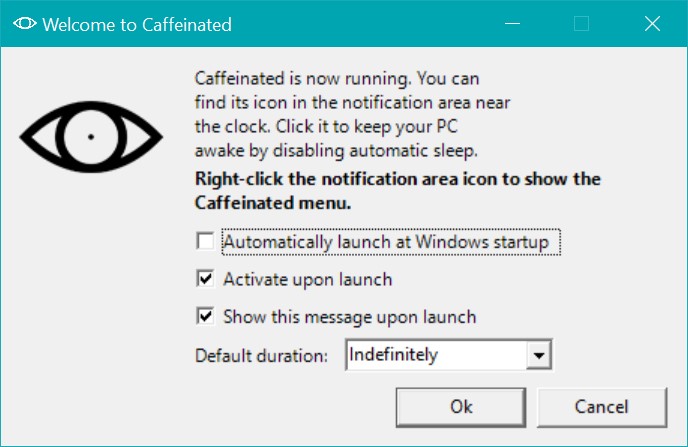 Welcome to Caffeinated
Caffeinated is now running. You can
find its icon in the notification area near
the clock. Click it to keep your PC
awake by disabling automatic sleep.
Right-click the notification area icon to show the
Caffeinated menu.
Automatically launch at Windows startup
Activate upon launch
Show this message upon launch
Default duration: Indefinitely
Ok Cancel